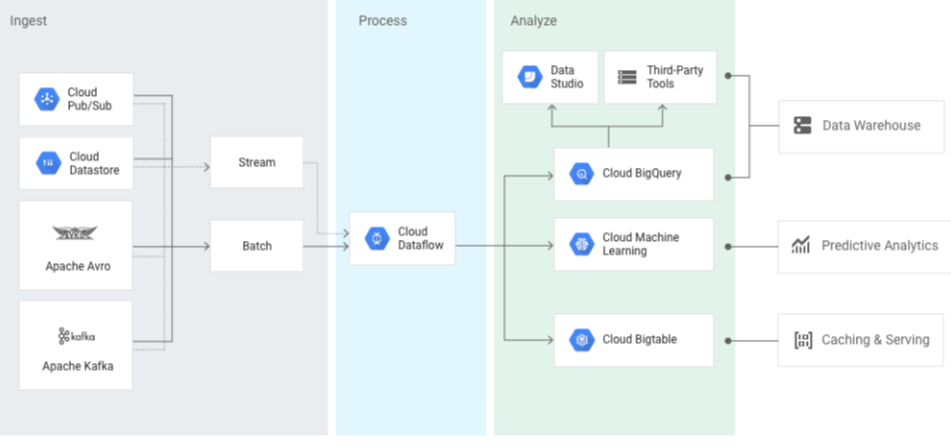 Ingest
Process
Analyze
Cloud
Pub/Sub
Cloud
Datastore
AVRO
Apache Avro
kafka
Apache Kafka
Stream
Batch
Cloud
Dataflow
Data
Studio
Third-Party
Tools
Cloud BigQuery
Cloud Machine
Learning
Cloud Bigtable
Data Warehouse
Predictive Analytics
Caching & Serving